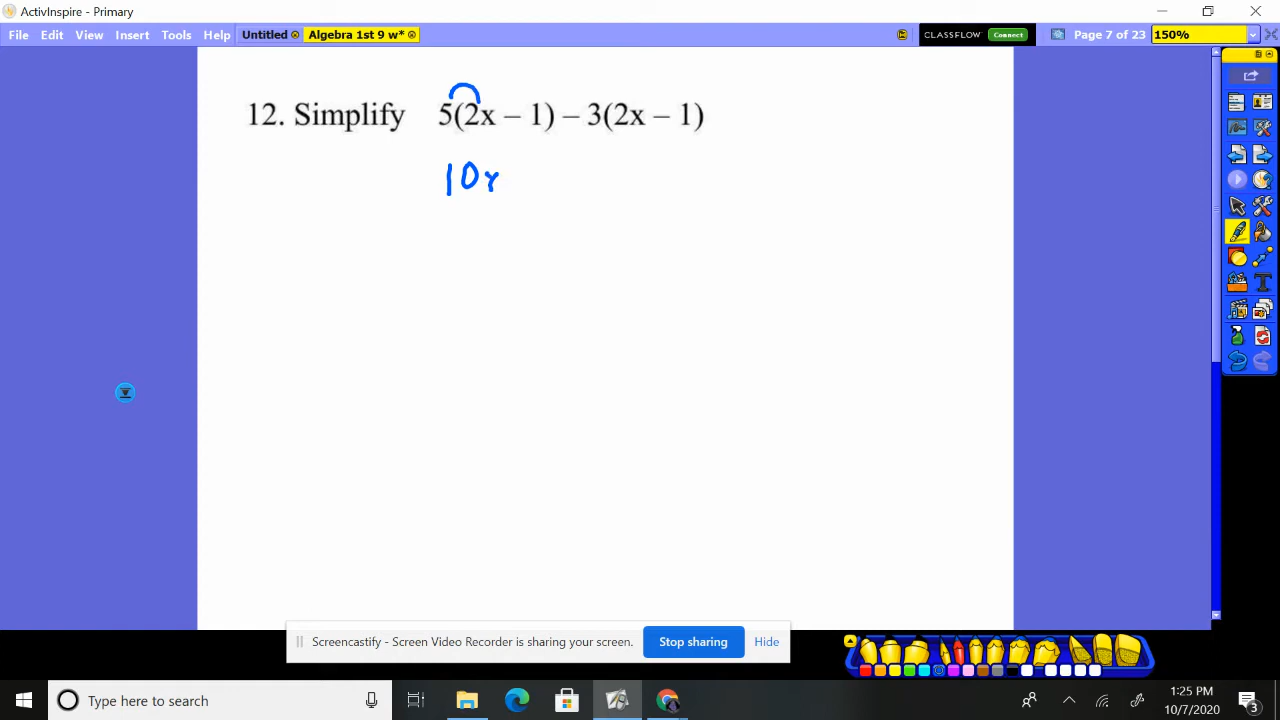 ActivInspire - Primary
File Edit View Insert Tools Help Untitled Algebra 1st 9 w* CLASSFLOW Connect Page 7 of 23 150%
12. Simplify 5(2x – 1) – 3(2x – 1)
10x
Screencastify - Screen Video Recorder is sharing your screen. Stop sharing Hide
Type here to search
1:25 PM
10/7/2020
3